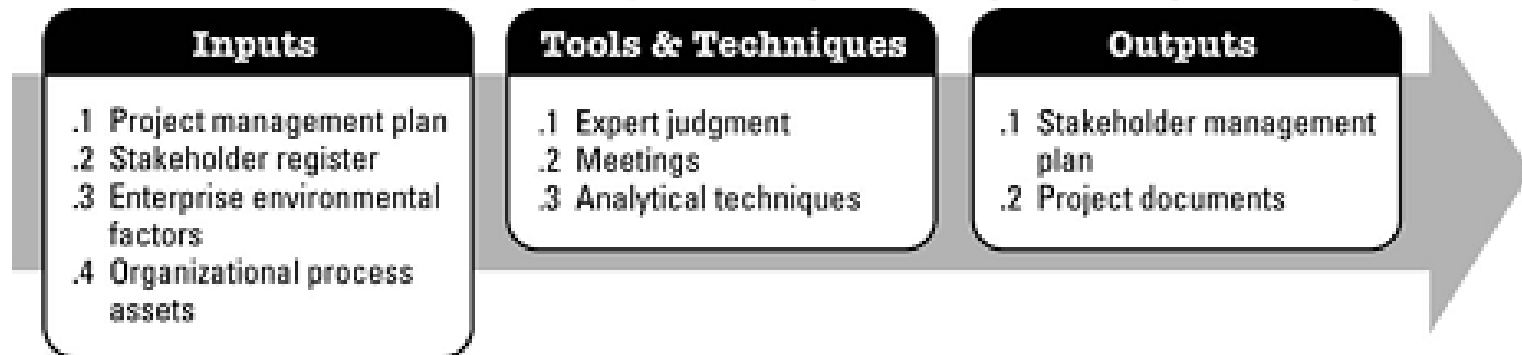 Inputs
.1 Project management plan
.2 Stakeholder register
.3 Enterprise environmental
factors
.4 Organizational process
assets
Tools & Techniques
.1 Expert judgment
.2 Meetings
.3 Analytical techniques
Outputs
.1 Stakeholder management
plan
.2 Project documents